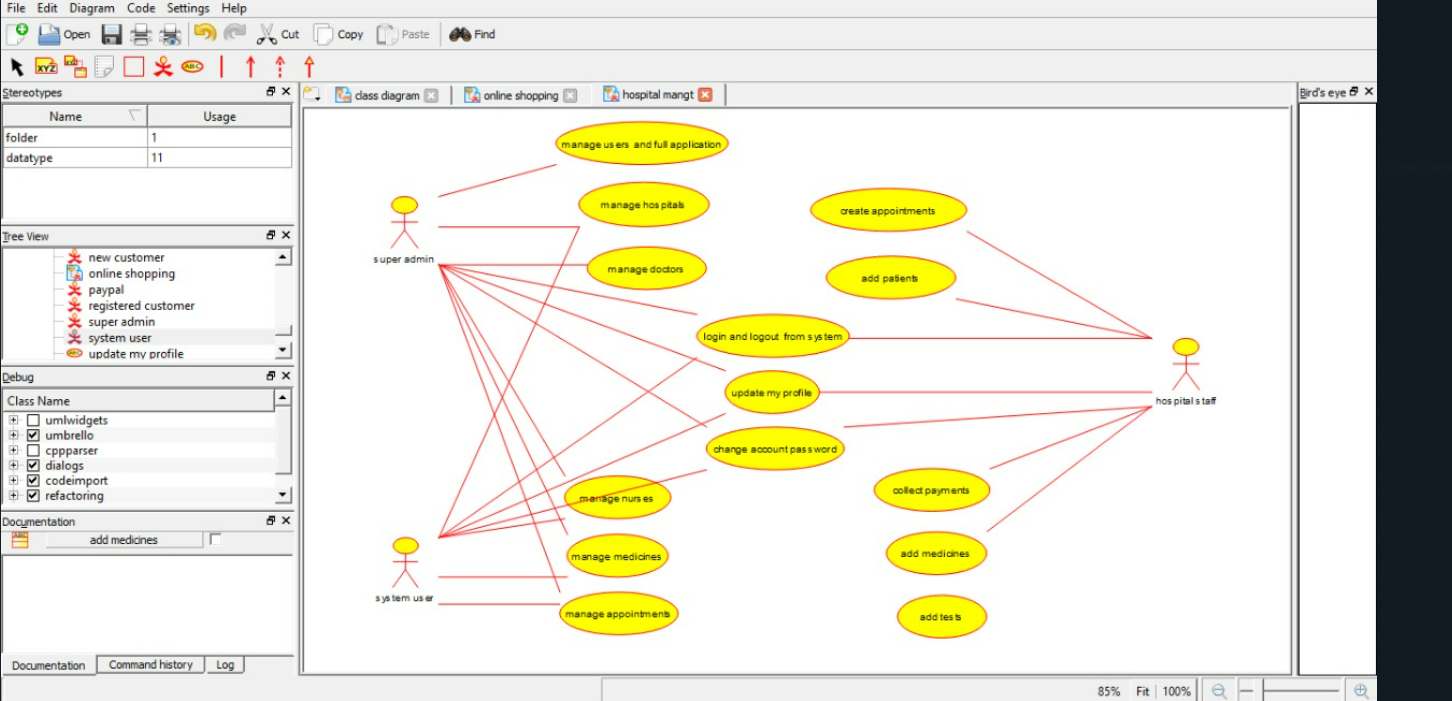 File Edit Diagram Code Settings Help
Open Cut Copy Paste Find
XYZ ABC
Stereotypes
Name Usage
folder 1
datatype 11
Tree View
new customer
online shopping
paypal
registered customer
super admin
system user
update my profile
Debug
Class Name
umlwidgets
umbrello
cppparser
dialogs
codeimport
refactoring
Documentation
add medicines
Documentation Command history Log
class diagram online shopping hospital mangt
manage users and full application
manage hospitals
create appointments
super admin
manage doctors
add patients
login and logout from system
update my profile
hospital staff
change account password
manage nurses
collect payments
manage medicines
add medicines
system user
manage appointments
add tests
Bird's eye
85% Fit 100%